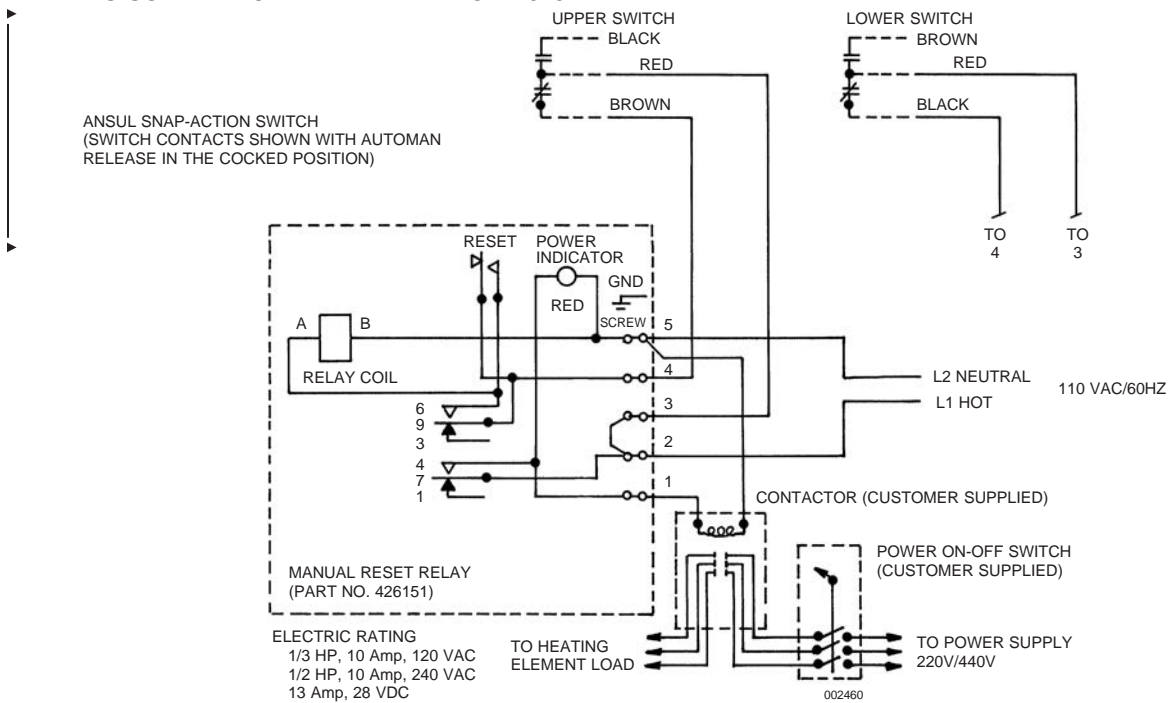 UPPER SWITCH
BLACK
RED
BROWN
LOWER SWITCH
BROWN
RED
BLACK
TO
4
TO
3
ANSUL SNAP-ACTION SWITCH
(SWITCH CONTACTS SHOWN WITH AUTOMAN
RELEASE IN THE COCKED POSITION)
RESET
POWER
INDICATOR
RED
GND
SCREW
A
B
RELAY COIL
5
4
3
2
1
6
9
3
4
7
1
L2 NEUTRAL
L1 HOT
110 VAC/60HZ
MANUAL RESET RELAY
(PART NO. 426151)
CONTACTOR (CUSTOMER SUPPLIED)
POWER ON-OFF SWITCH
(CUSTOMER SUPPLIED)
ELECTRIC RATING
1/3 HP, 10 Amp, 120 VAC
1/2 HP, 10 Amp, 240 VAC
13 Amp, 28 VDC
TO HEATING
ELEMENT LOAD
TO POWER SUPPLY
220V/440V
002460